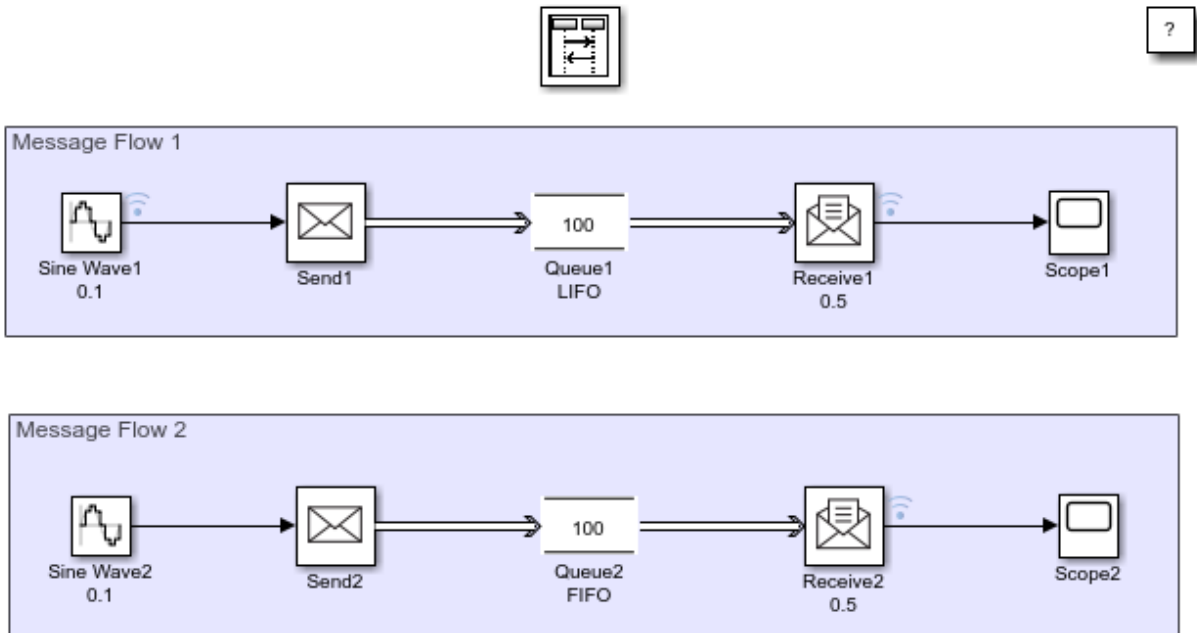 ?
Message Flow 1
100
Sine Wave1
0.1
Send1
Queue1
LIFO
Receive1
0.5
Scope1
Message Flow 2
100
Sine Wave2
0.1
Send2
Queue2
FIFO
Receive2
0.5
Scope2